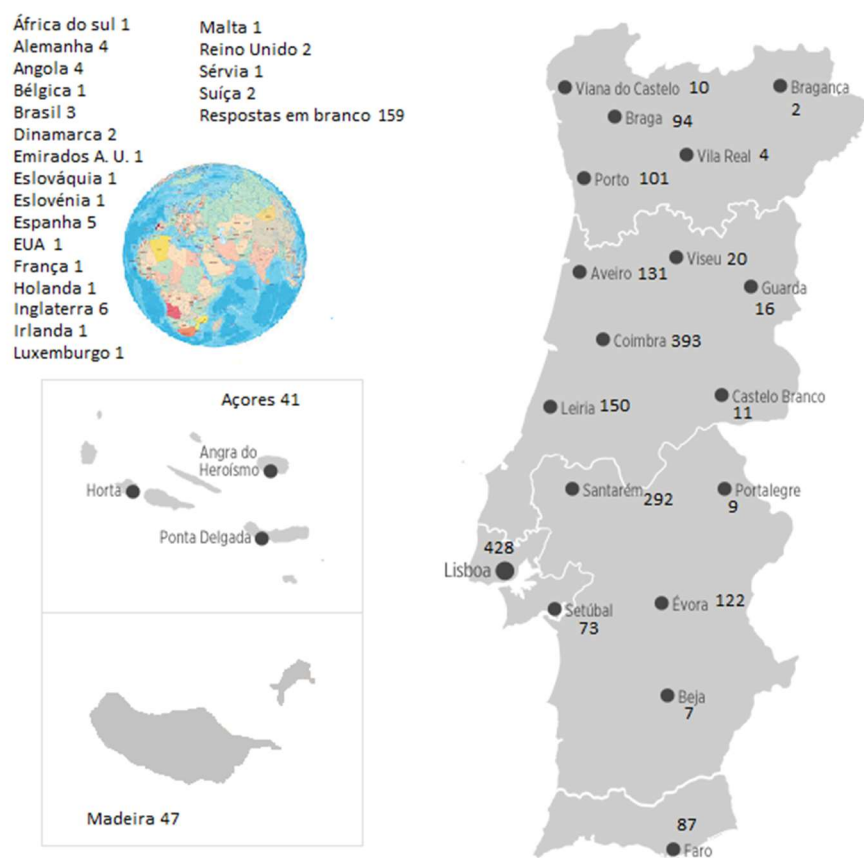 África do sul 1
Alemanha 4
Angola 4
Bélgica 1
Brasil 3
Dinamarca 2
Emirados A. U. 1
Eslováquia 1
Eslovénia 1
Espanha 5
EUA 1
França 1
Holanda 1
Inglaterra 6
Irlanda 1
Luxemburgo 1
Malta 1
Reino Unido 2
Sérvia 1
Suíça 2
Respostas em branco 159
Açores 41
Angra do
Heroísmo
Horta
Ponta Delgada
Madeira 47
Viana do Castelo 10
Bragança
2
Braga 94
Vila Real 4
Porto 101
Viseu 20
Aveiro 131
Guarda
16
Coimbra 393
Castelo Branco
11
Leiria 150
Santarém 292
Portalegre
9
428
Lisboa
Évora 122
Setúbal
73
Beja
7
87
Faro